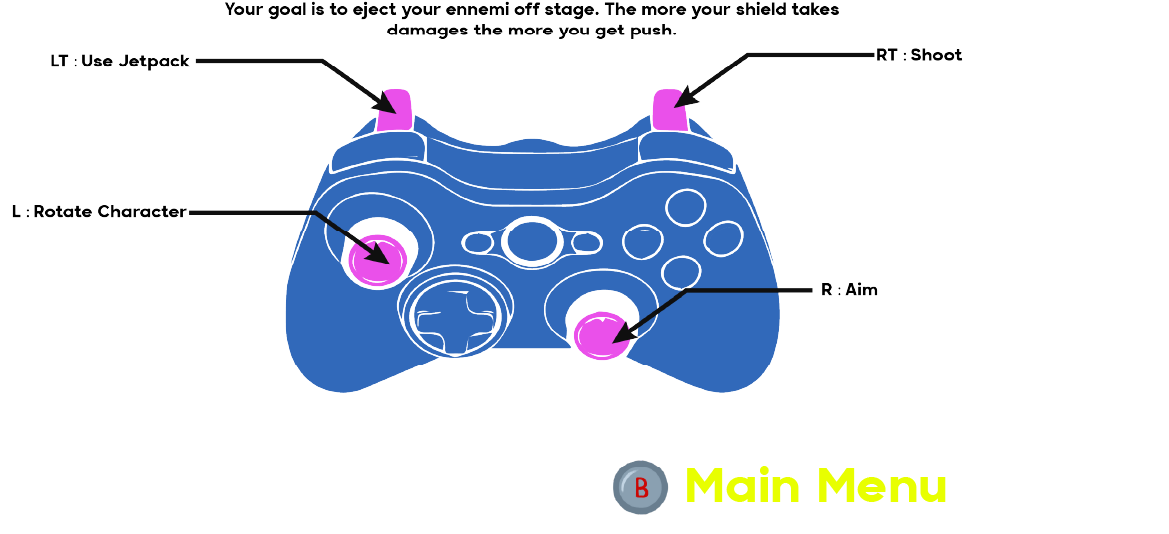 Your goal is to eject your ennemi off stage. The more your shield takes
damages the more you get push.
LT : Use Jetpack
RT : Shoot
L : Rotate Character
R : Aim
B Main Menu